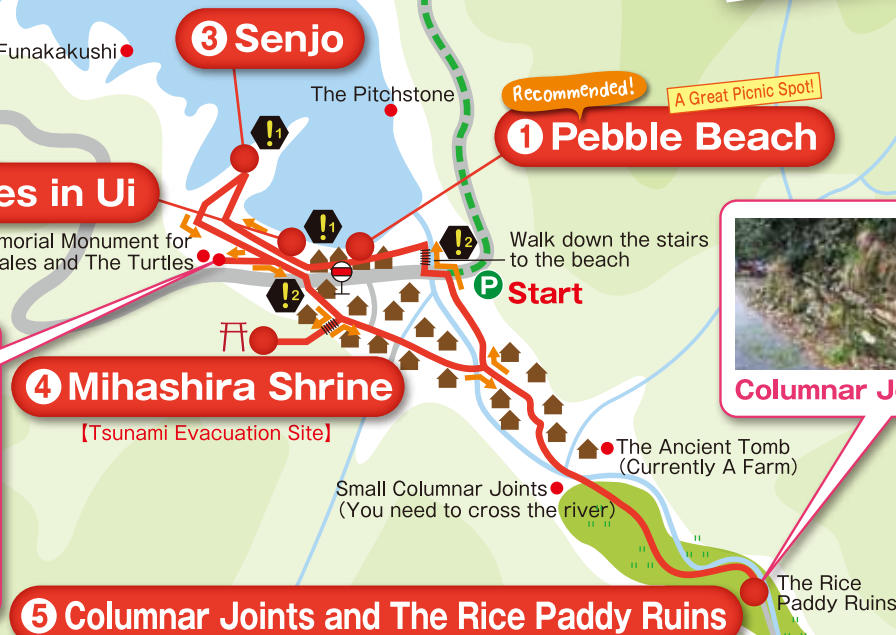 3 Senjo
Funakakushi
The Pitchstone
Recommended!
A Great Picnic Spot!
1 Pebble Beach
!1
es in Ui
!1
!2
morial Monument for
ales and The Turtles
Walk down the stairs
to the beach
P Start
!2
4 Mihashira Shrine
【Tsunami Evacuation Site】
Columnar Jo
The Ancient Tomb
(Currently A Farm)
Small Columnar Joints
(You need to cross the river)
The Rice
Paddy Ruins
5 Columnar Joints and The Rice Paddy Ruins